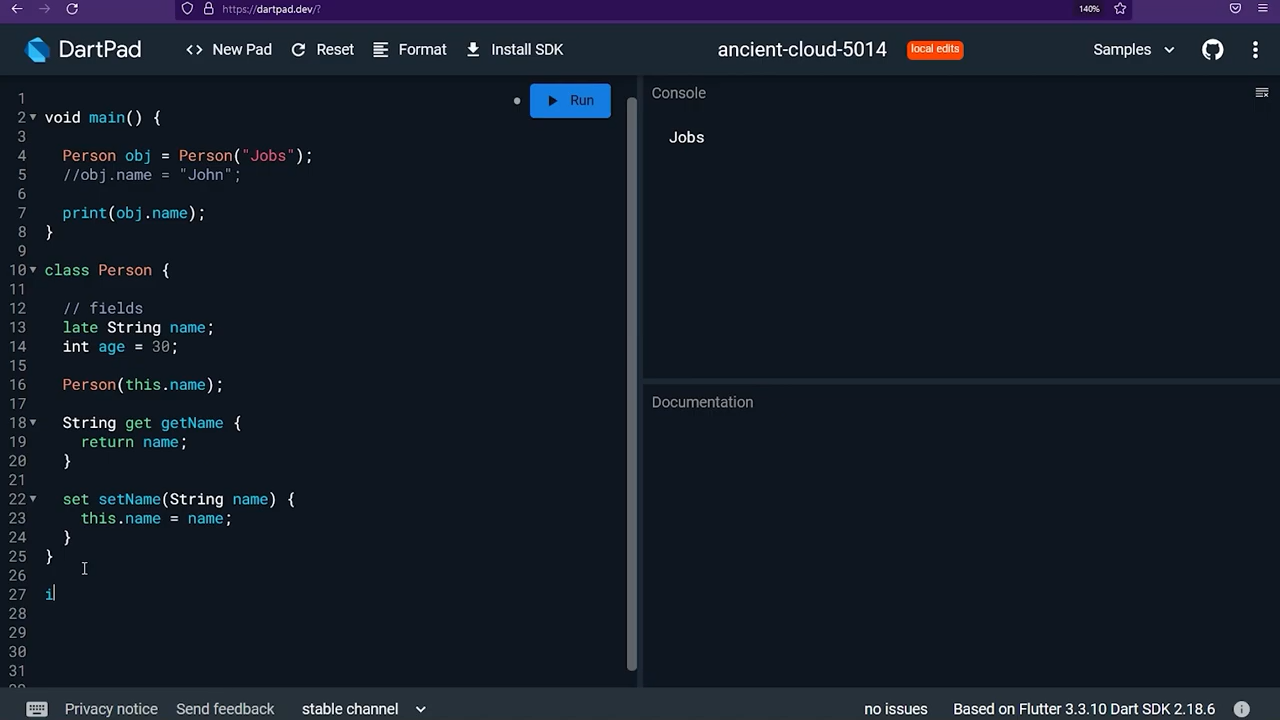 https://dartpad.dev/?
140%
DartPad
<> New Pad
Reset
Format
Install SDK
ancient-cloud-5014
local edits
Samples
Run
1
2 void main() {
3
4   Person obj = Person("Jobs");
5   //obj.name = "John";
6
7   print(obj.name);
8 }
9
10 class Person {
11
12   // fields
13   late String name;
14   int age = 30;
15
16   Person(this.name);
17
18   String get getName {
19     return name;
20   }
21
22   set setName(String name) {
23     this.name = name;
24   }
25 }
26
27 i
28
29
30
31
Console
Jobs
Documentation
Privacy notice
Send feedback
stable channel
no issues
Based on Flutter 3.3.10 Dart SDK 2.18.6